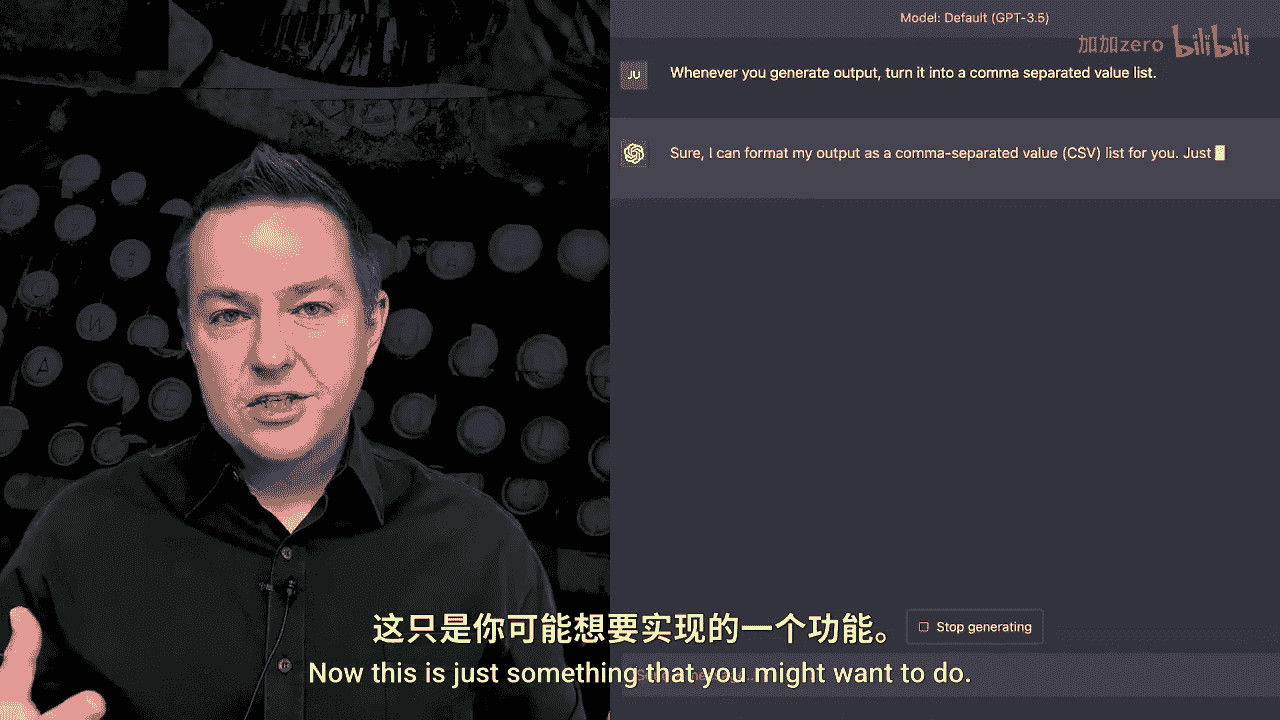 Model: Default (GPT-3.5)
加加zero bilibili
JU
Whenever you generate output, turn it into a comma separated value list.
Sure, I can format my output as a comma-separated value (CSV) list for you. Just
Stop generating
这只是你可能想要实现的一个功能。
Now this is just something that you might want to do.